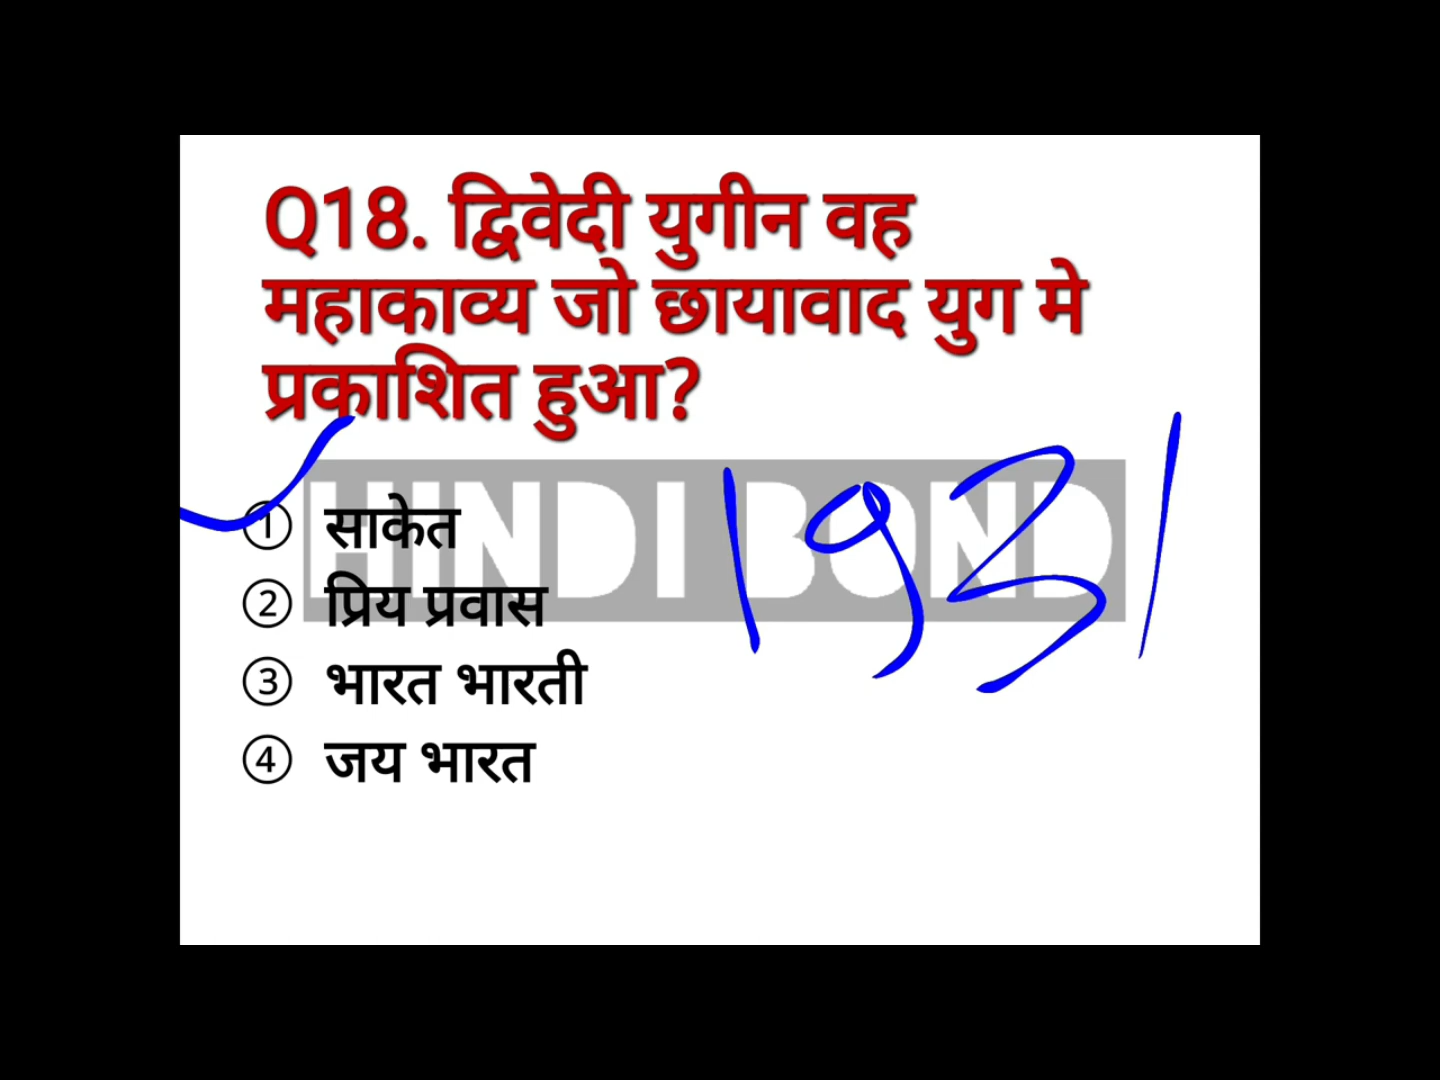 Q18. द्विवेदी युगीन वह
महाकाव्य जो छायावाद युग मे
प्रकाशित हुआ?
HINDI BOND
1931
① साकेत
② प्रिय प्रवास
③ भारत भारती
④ जय भारत